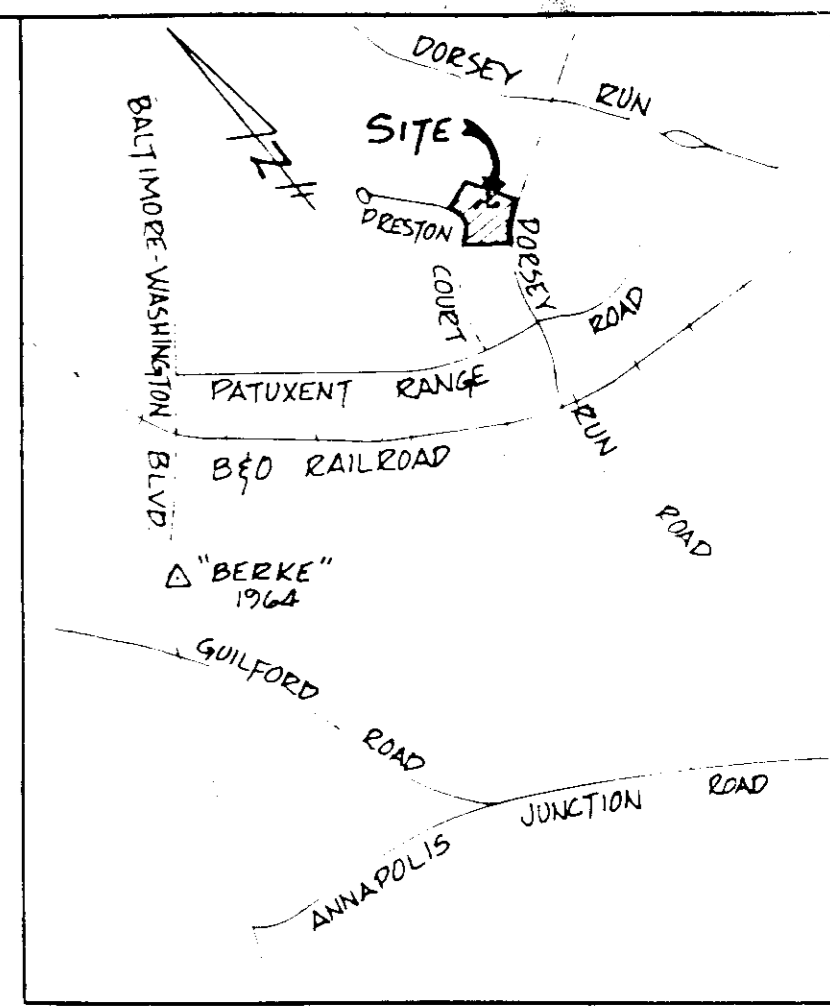 DORSEY RUN
SITE
N
BALTIMORE-WASHINGTON BLVD.
PRESTON
COURT
DORSEY
RUN
ROAD
PATUXENT RANGE ROAD
B&O RAILROAD
"BERKE"
1964
GUILFORD ROAD
ANNAPOLIS JUNCTION ROAD